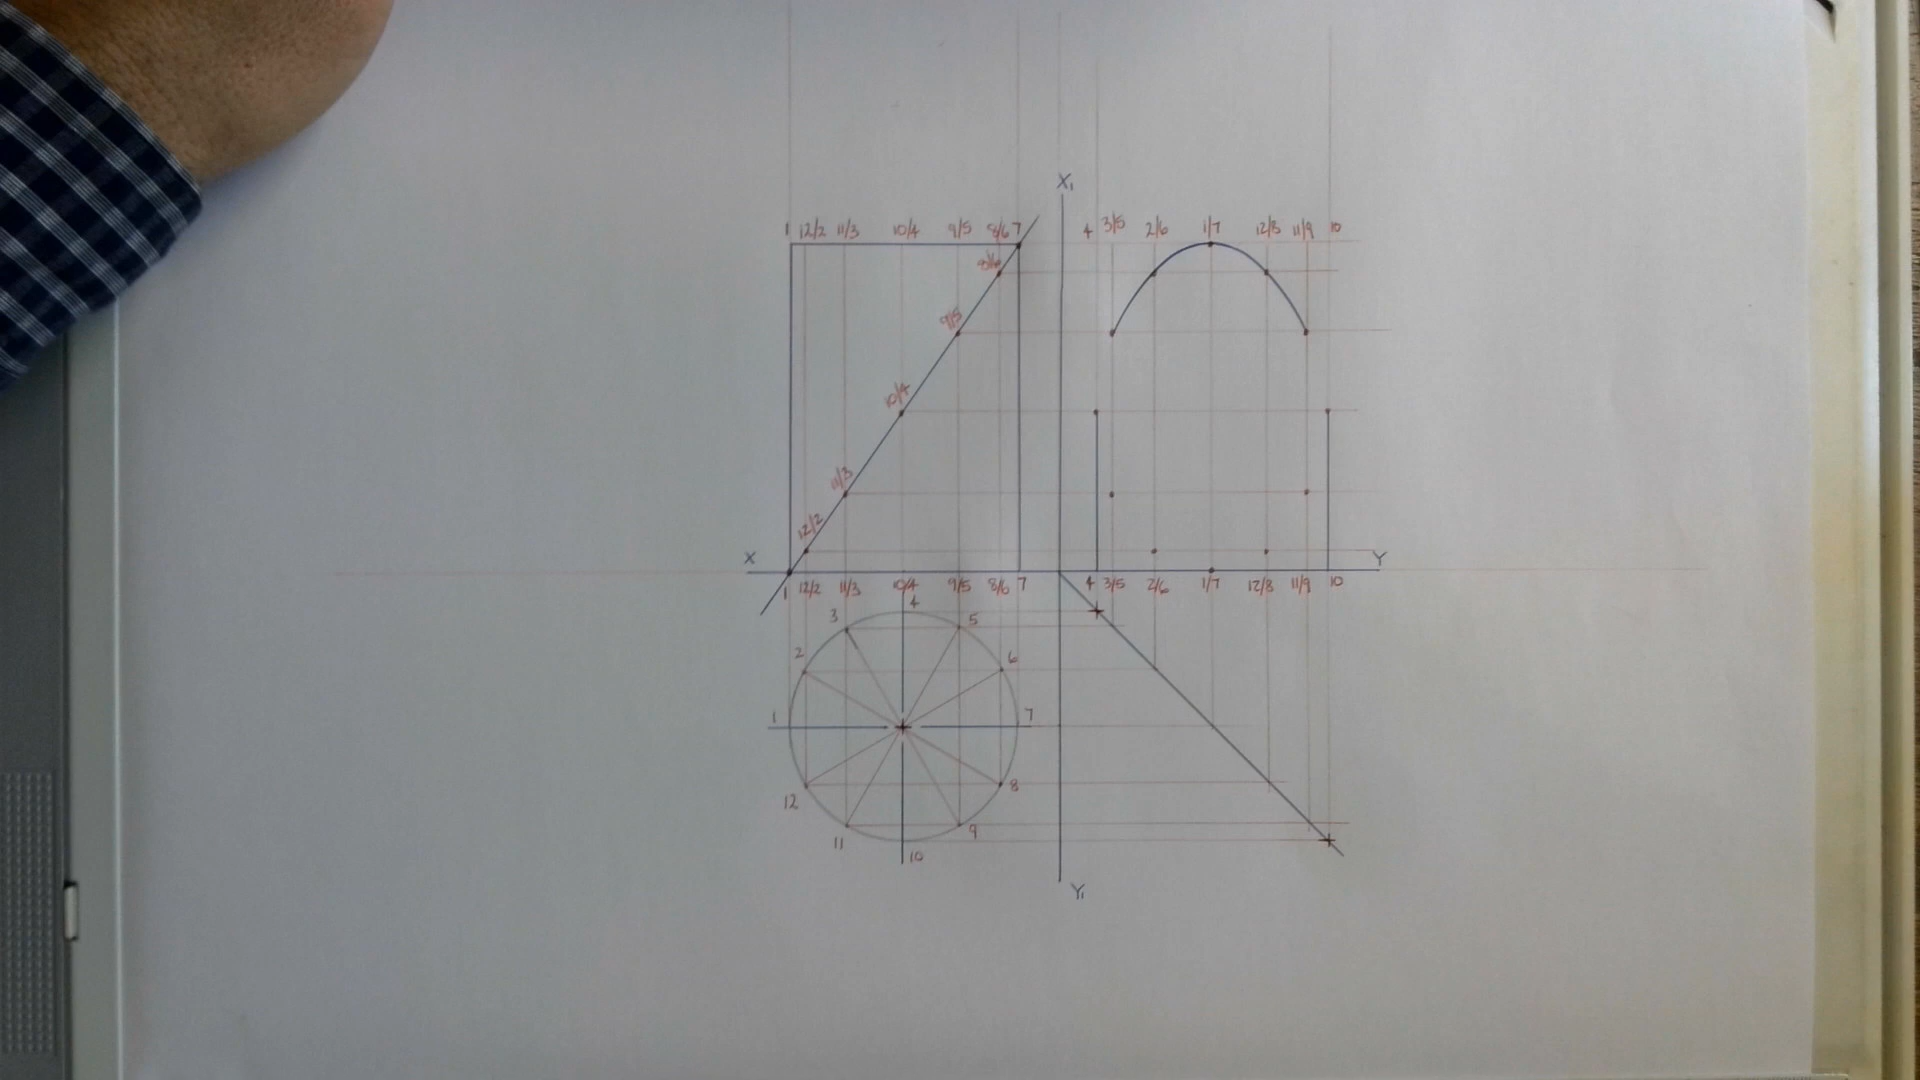 X₁
1 12/2 11/3 10/4 9/5 8/6 7 4 3/5 2/6 1/7 12/8 11/9 10
8/6
9/5
10/4
11/3
12/2
X Y
1 12/2 11/3 10/4 9/5 8/6 7 4 3/5 2/6 1/7 12/8 11/9 10
4
3 5
2 6
1 7
12 8
11 9
10
Y₁